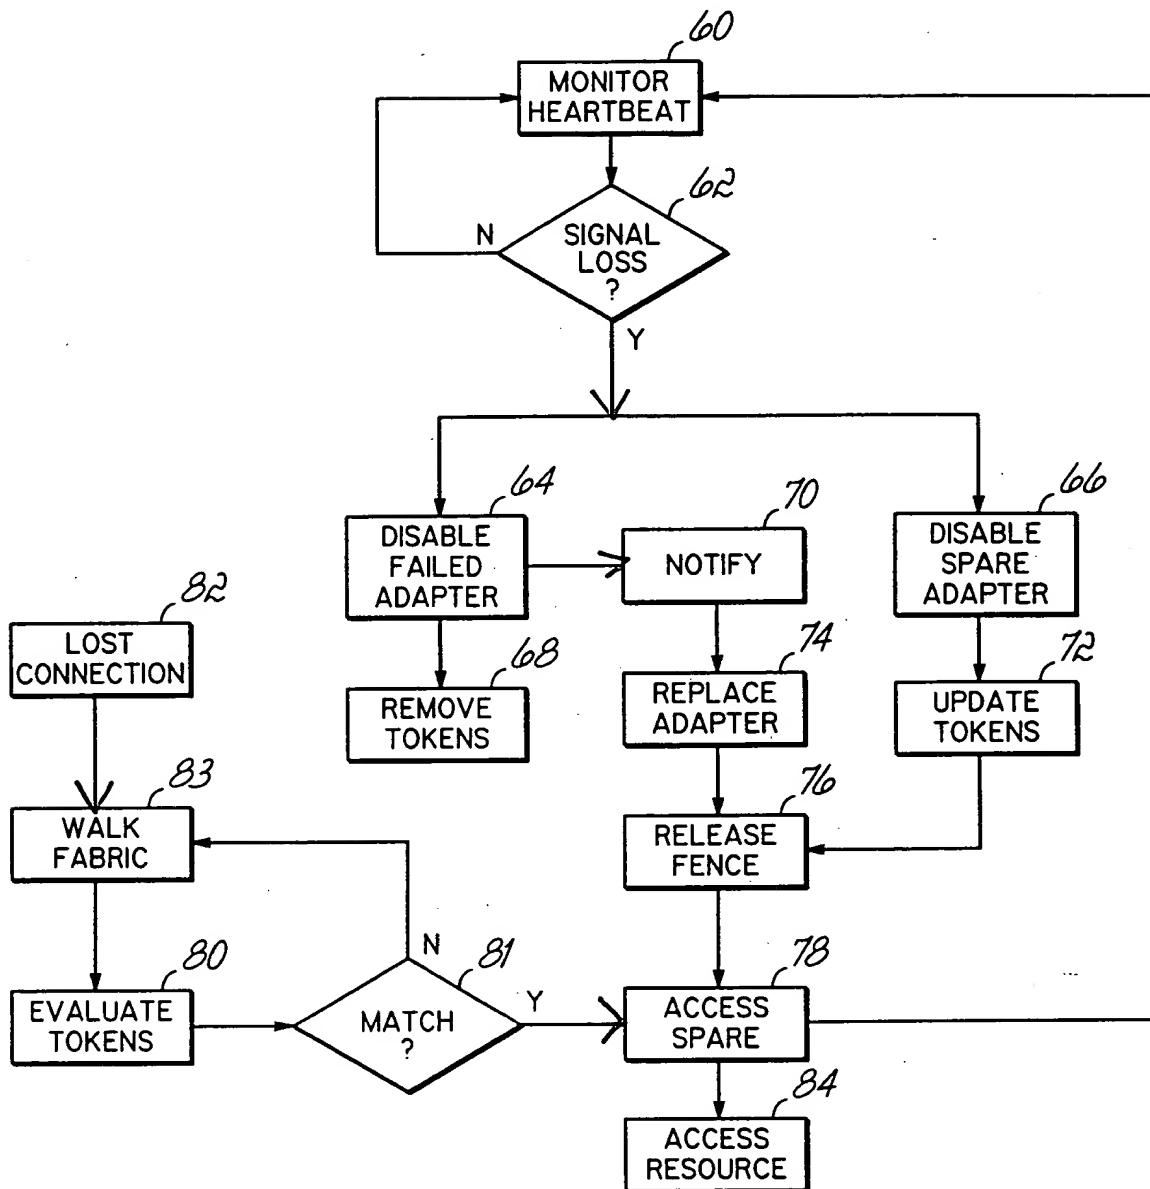 60
MONITOR
HEARTBEAT
62
SIGNAL
LOSS
?
N
Y
64
DISABLE
FAILED
ADAPTER
70
NOTIFY
66
DISABLE
SPARE
ADAPTER
82
LOST
CONNECTION
68
REMOVE
TOKENS
74
REPLACE
ADAPTER
72
UPDATE
TOKENS
83
WALK
FABRIC
76
RELEASE
FENCE
80
EVALUATE
TOKENS
N
81
MATCH
?
Y
78
ACCESS
SPARE
84
ACCESS
RESOURCE